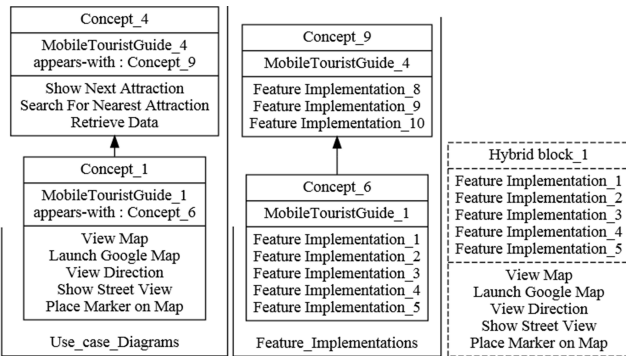 Concept_4
MobileTouristGuide_4
appears-with : Concept_9
Show Next Attraction
Search For Nearest Attraction
Retrieve Data
Concept_1
MobileTouristGuide_1
appears-with : Concept_6
View Map
Launch Google Map
View Direction
Show Street View
Place Marker on Map
Use_case_Diagrams
Concept_9
MobileTouristGuide_4
Feature Implementation_8
Feature Implementation_9
Feature Implementation_10
Concept_6
MobileTouristGuide_1
Feature Implementation_1
Feature Implementation_2
Feature Implementation_3
Feature Implementation_4
Feature Implementation_5
Feature_Implementations
Hybrid block_1
Feature Implementation_1
Feature Implementation_2
Feature Implementation_3
Feature Implementation_4
Feature Implementation_5
View Map
Launch Google Map
View Direction
Show Street View
Place Marker on Map